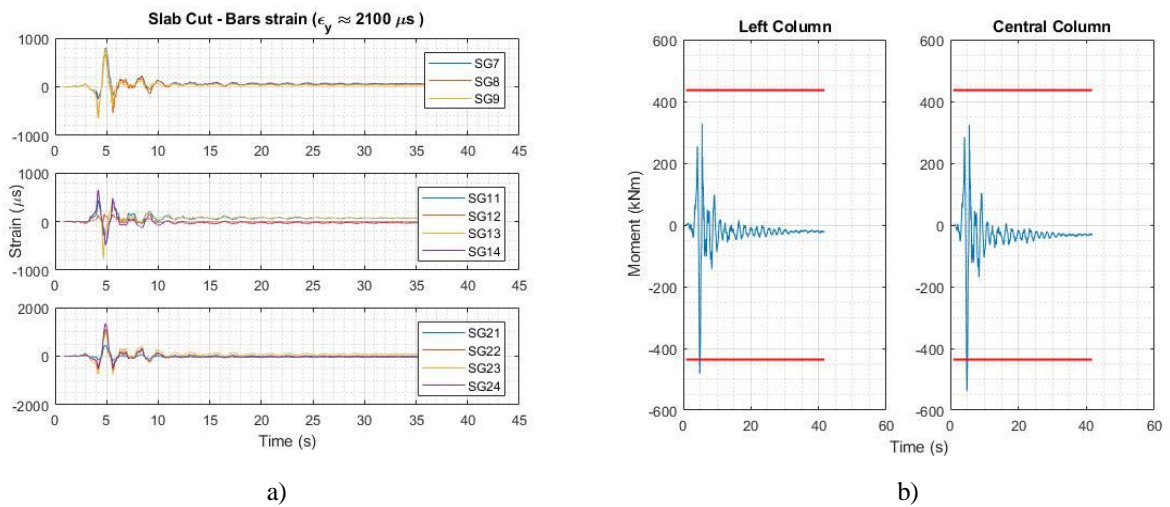 Slab Cut - Bars strain (ϵy ≈ 2100 μs )
1000
0
-1000
0 5 10 15 20 25 30 35 40 45
SG7
SG8
SG9
Strain (μs)
1000
0
-1000
0 5 10 15 20 25 30 35 40 45
SG11
SG12
SG13
SG14
2000
0
-2000
0 5 10 15 20 25 30 35 40 45
SG21
SG22
SG23
SG24
Time (s)
a)
Left Column
Moment (kNm)
600
400
200
0
-200
-400
-600
0 20 40 60
Central Column
600
400
200
0
-200
-400
-600
0 20 40 60
Time (s)
b)